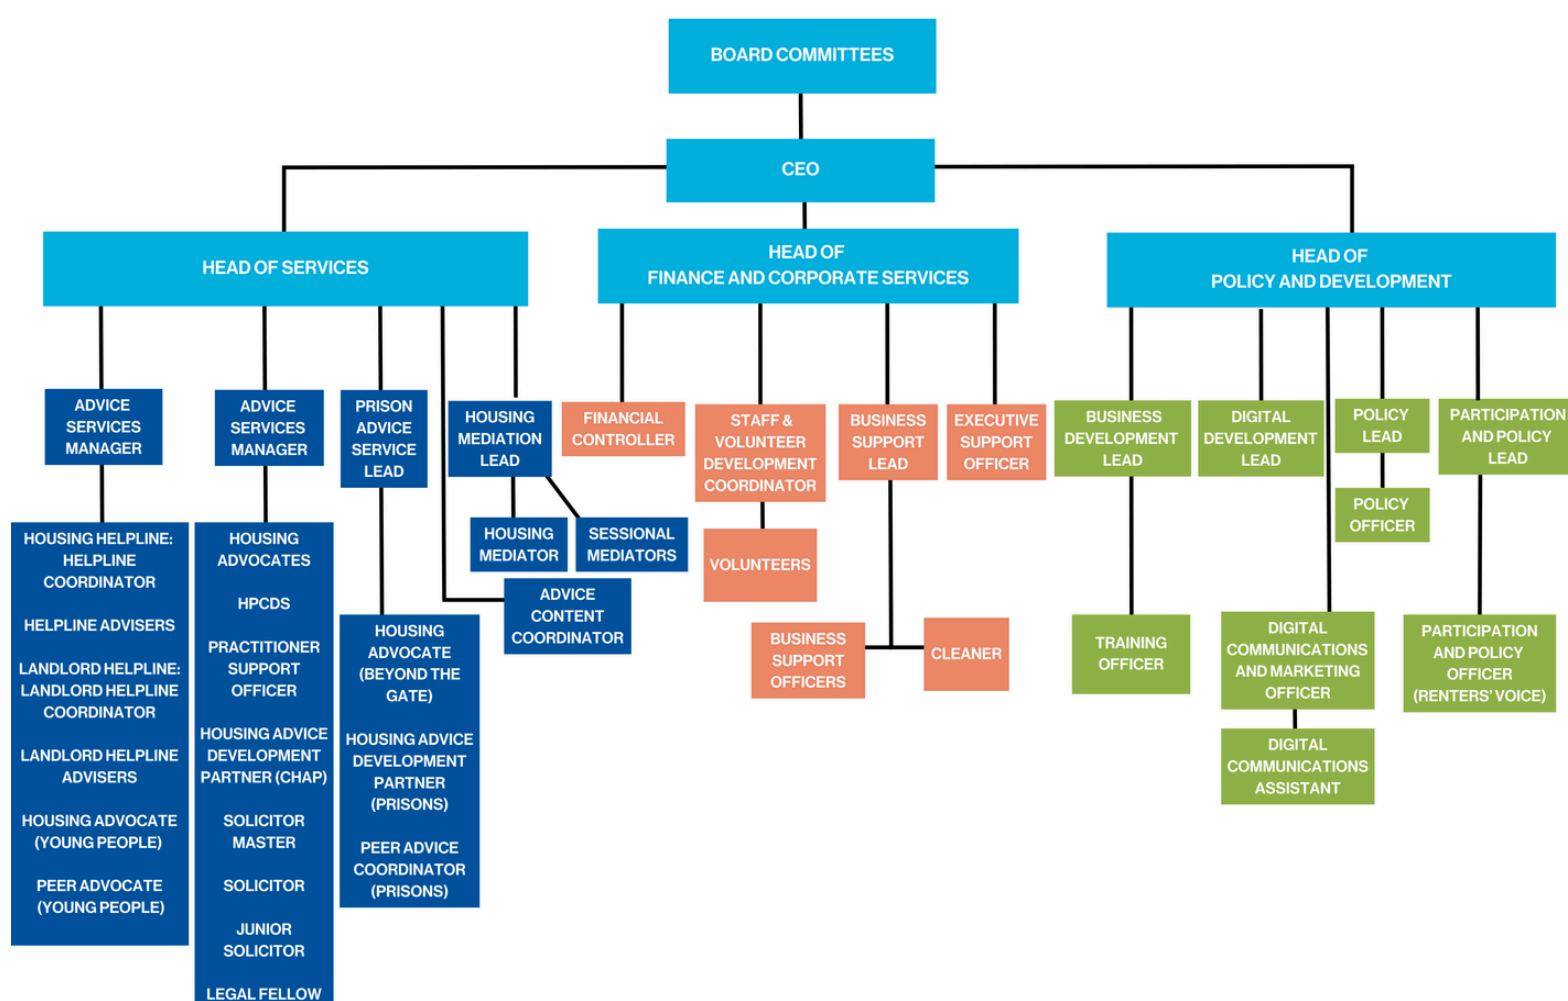 BOARD COMMITTEES
CEO
HEAD OF SERVICES
HEAD OF
FINANCE AND CORPORATE SERVICES
HEAD OF
POLICY AND DEVELOPMENT
ADVICE
SERVICES
MANAGER
ADVICE
SERVICES
MANAGER
PRISON
ADVICE
SERVICE
LEAD
HOUSING
MEDIATION
LEAD
FINANCIAL
CONTROLLER
STAFF &
VOLUNTEER
DEVELOPMENT
COORDINATOR
BUSINESS
SUPPORT
LEAD
EXECUTIVE
SUPPORT
OFFICER
BUSINESS
DEVELOPMENT
LEAD
DIGITAL
DEVELOPMENT
LEAD
POLICY
LEAD
PARTICIPATION
AND POLICY
LEAD
POLICY
OFFICER
HOUSING
MEDIATOR
SESSIONAL
MEDIATORS
VOLUNTEERS
ADVICE
CONTENT
COORDINATOR
HOUSING HELPLINE:
HELPLINE
COORDINATOR
HELPLINE ADVISERS
LANDLORD HELPLINE:
LANDLORD HELPLINE
COORDINATOR
LANDLORD HELPLINE
ADVISERS
HOUSING ADVOCATE
(YOUNG PEOPLE)
PEER ADVOCATE
(YOUNG PEOPLE)
HOUSING
ADVOCATES
HPCDS
PRACTITIONER
SUPPORT
OFFICER
HOUSING ADVICE
DEVELOPMENT
PARTNER (CHAP)
SOLICITOR
MASTER
SOLICITOR
JUNIOR
SOLICITOR
LEGAL FELLOW
HOUSING
ADVOCATE
(BEYOND THE
GATE)
HOUSING ADVICE
DEVELOPMENT
PARTNER
(PRISONS)
PEER ADVICE
COORDINATOR
(PRISONS)
BUSINESS
SUPPORT
OFFICERS
CLEANER
TRAINING
OFFICER
DIGITAL
COMMUNICATIONS
AND MARKETING
OFFICER
PARTICIPATION
AND POLICY
OFFICER
(RENTERS' VOICE)
DIGITAL
COMMUNICATIONS
ASSISTANT